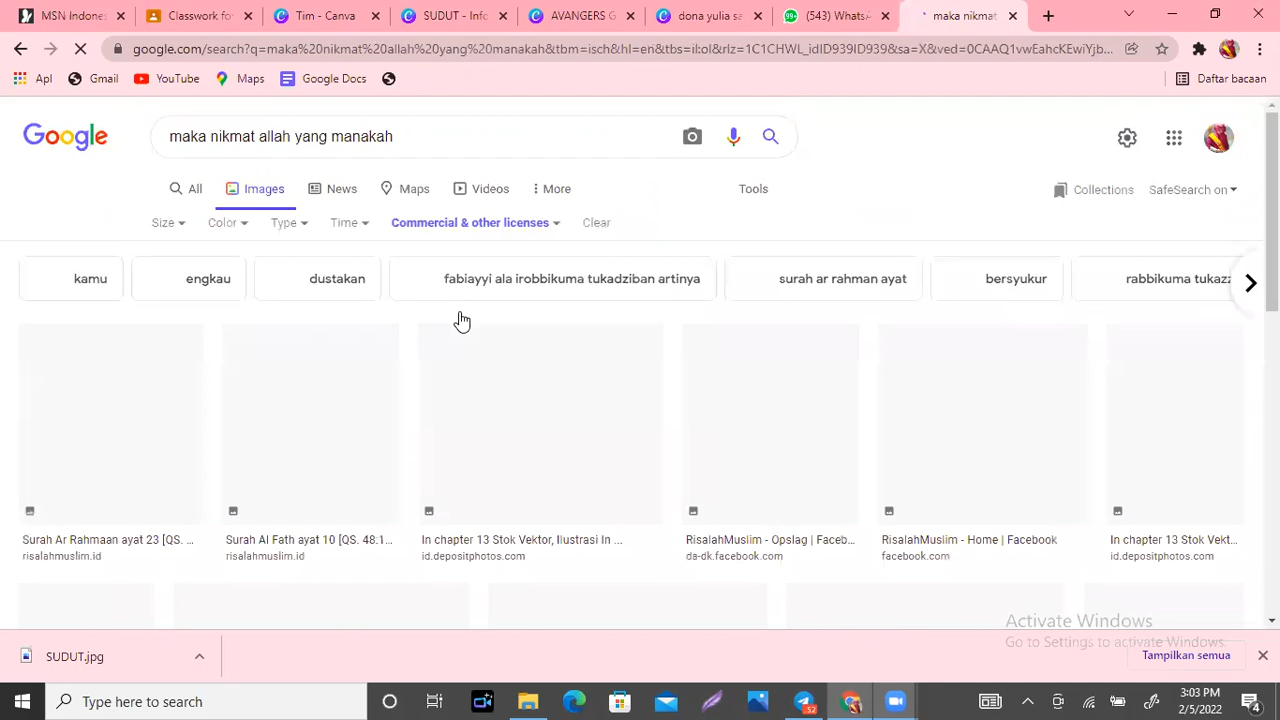 MSN Indones
Classwork for
Tim - Canva
SUDUT - Info
AVANGERS G
dona yulia sa
(543) WhatsA
maka nikmat
google.com/search?q=maka%20nikmat%20allah%20yang%20manakah&tbm=isch&hl=en&tbs=il:ol&rlz=1C1CHWL_idID939ID939&sa=X&ved=0CAAQ1vwEahcKEwiYjb...
Apl
Gmail
YouTube
Maps
Google Docs
Daftar bacaan
Google
maka nikmat allah yang manakah
All
Images
News
Maps
Videos
More
Tools
Collections
SafeSearch on
Size
Color
Type
Time
Commercial & other licenses
Clear
kamu
engkau
dustakan
fabiayyi ala irobbikuma tukadziban artinya
surah ar rahman ayat
bersyukur
rabbikuma tukazz
Surah Ar Rahmaan ayat 23 [QS. ...
risalahmuslim.id
Surah Al Fath ayat 10 [QS. 48:1...
risalahmuslim.id
In chapter 13 Stok Vektor, Ilustrasi In ...
id.depositphotos.com
RisalahMuslim - Opslag | Faceb...
da-dk.facebook.com
RisalahMuslim - Home | Facebook
facebook.com
In chapter 13 Stok Vekt...
id.depositphotos.com
Activate Windows
Go to Settings to activate Windows.
SUDUT.jpg
Tampilkan semua
Type here to search
52
3:03 PM
2/5/2022
4